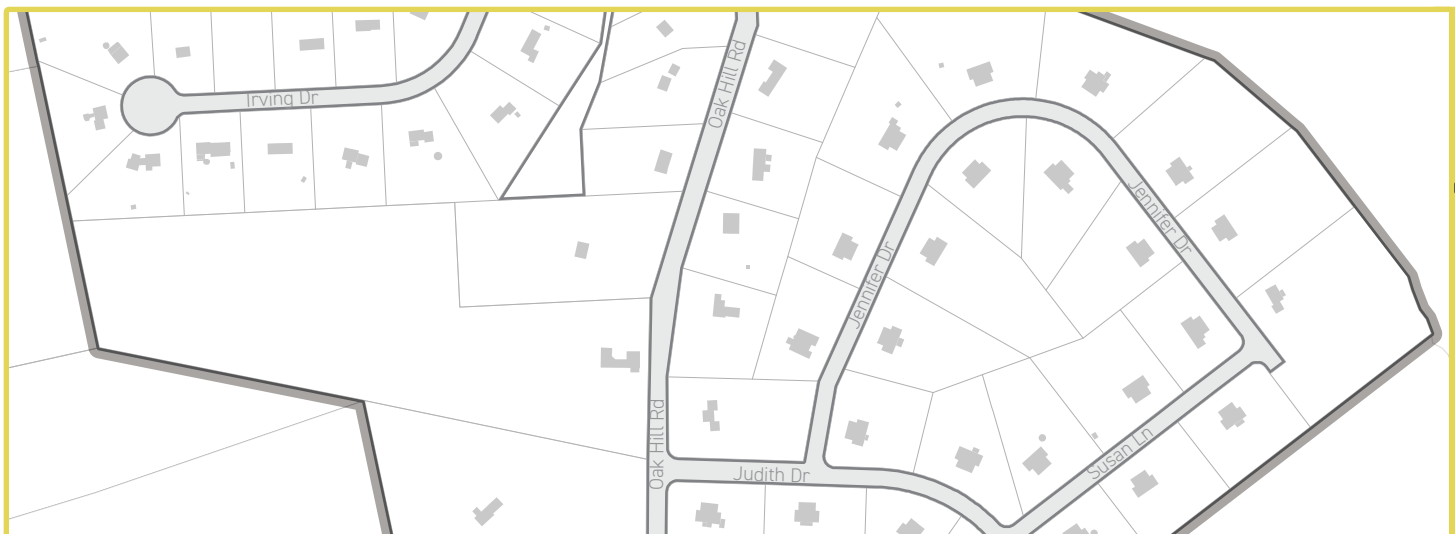 Irving Dr
Oak Hill Rd
Jennifer Dr
Jennifer Dr
Oak Hill Rd
Judith Dr
Susan Ln